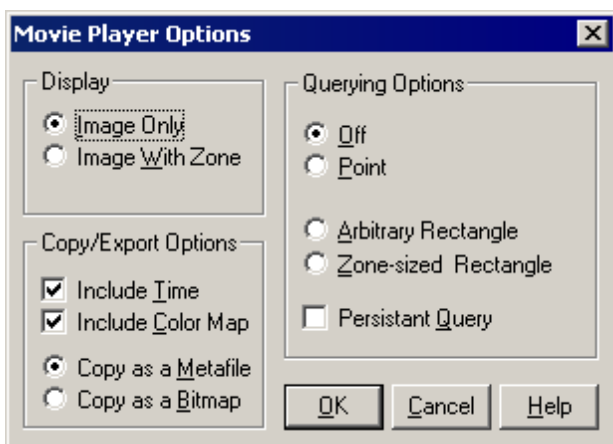 Movie Player Options
Display
Image Only
Image With Zone
Copy/Export Options
Include Time
Include Color Map
Copy as a Metafile
Copy as a Bitmap
Querying Options
Off
Point
Arbitrary Rectangle
Zone-sized Rectangle
Persistant Query
OK
Cancel
Help